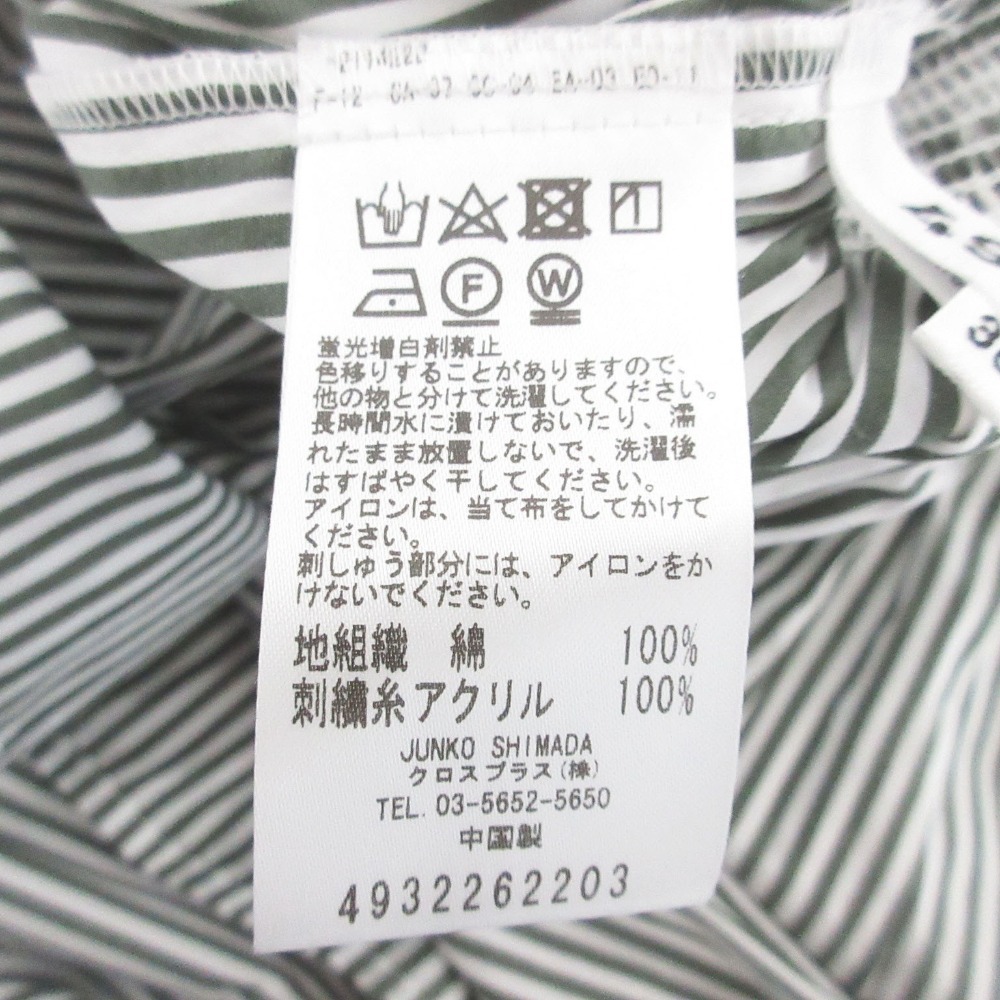 F
W
蛍光増白剤禁止
色移りすることがありますので、
他の物と分けて洗濯してください。
長時間水に漬けておいたり、濡
れたまま放置しないで、洗濯後
はすばやく干してください。
アイロンは、当て布をしてかけて
ください。
刺しゅう部分には、アイロンをか
けないでください。
地組織 綿 100%
刺繍糸アクリル 100%
JUNKO SHIMADA
クロスプラス(株)
TEL. 03-5652-5650
中国製
4932262203